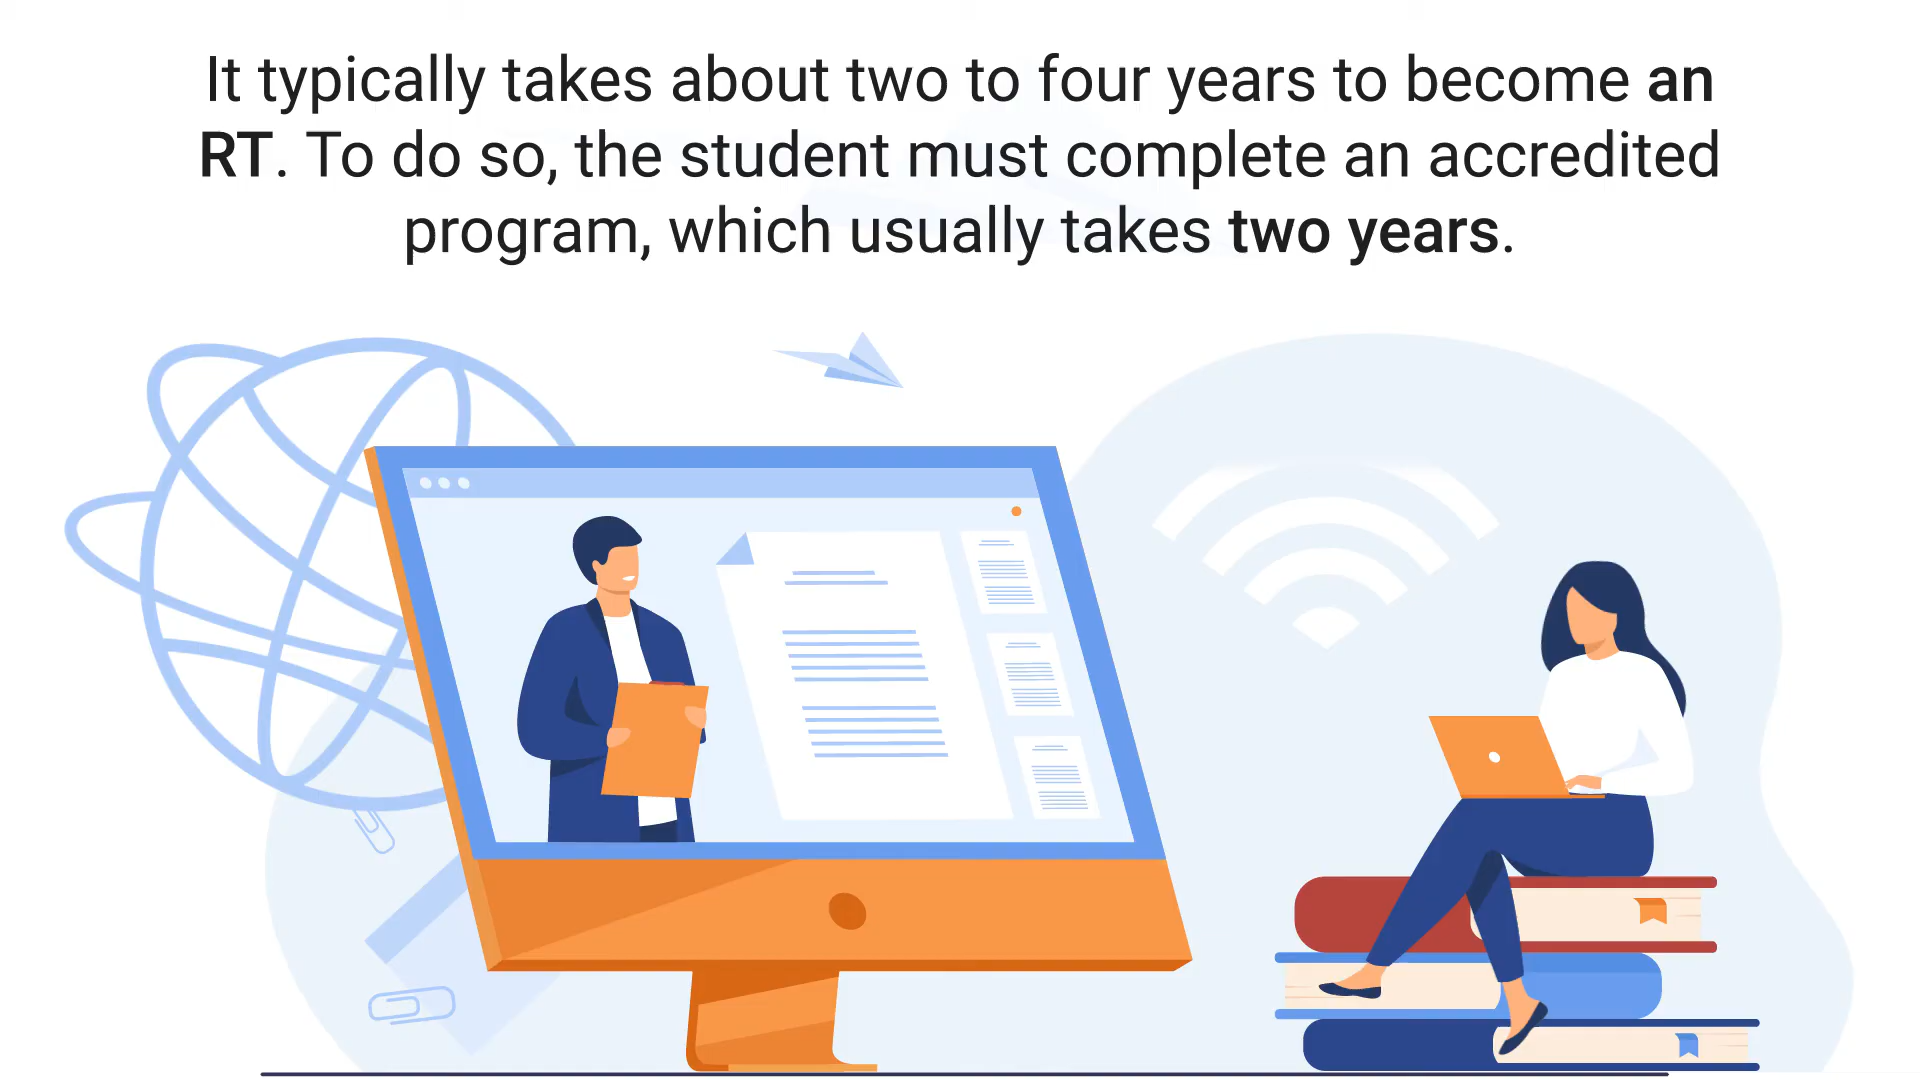 It typically takes about two to four years to become an
RT. To do so, the student must complete an accredited
program, which usually takes two years.